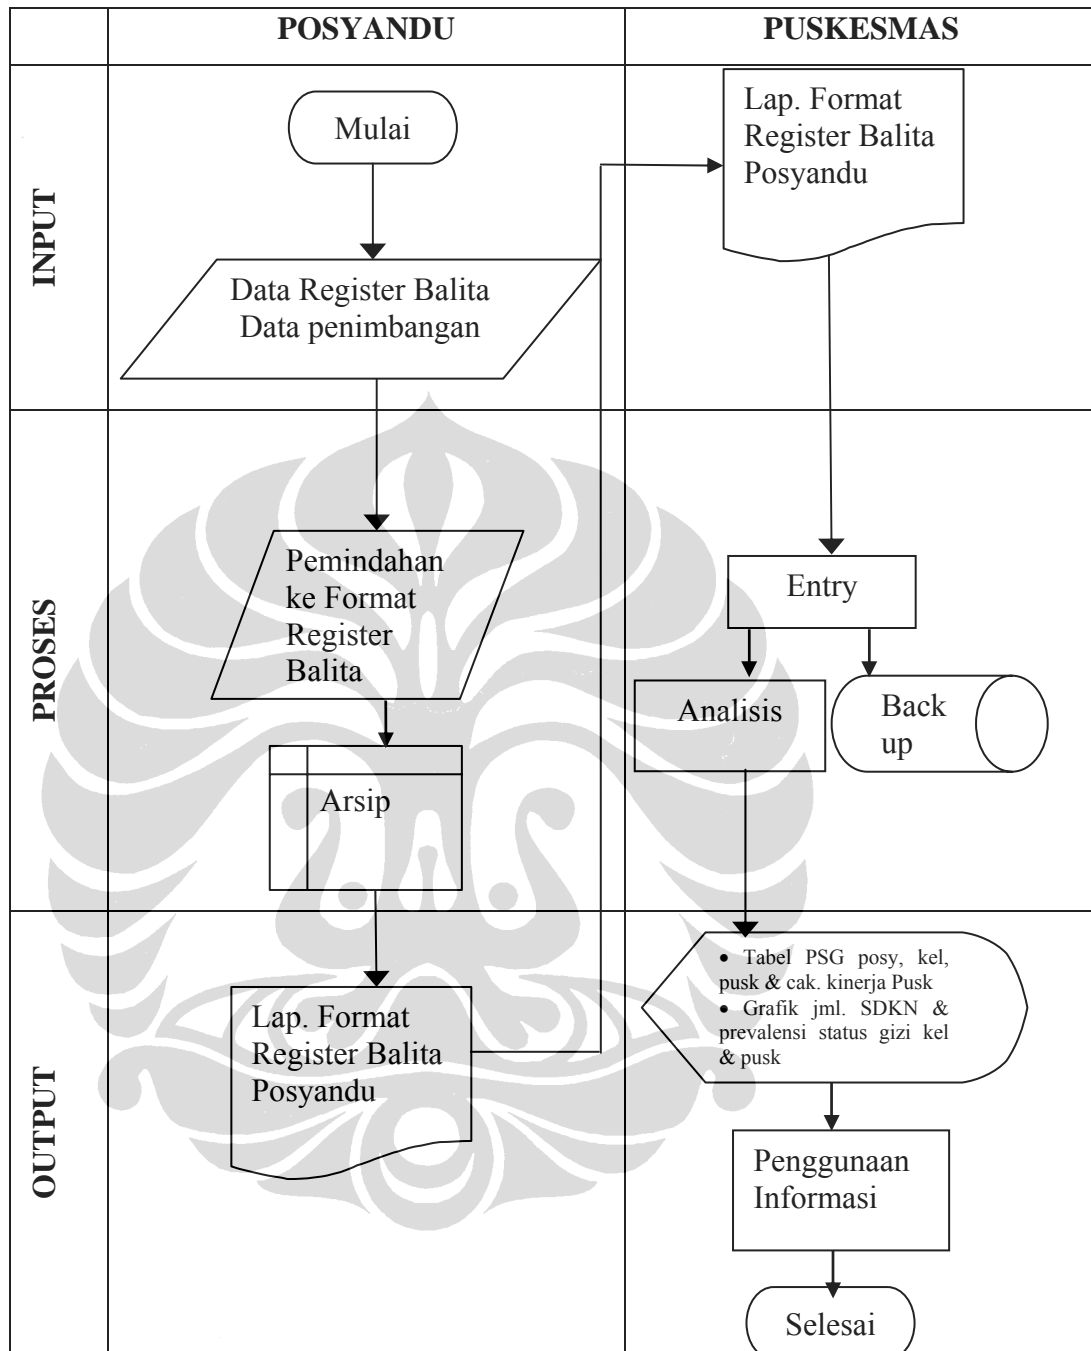 POSYANDU
PUSKESMAS
INPUT
Mulai
Data Register Balita
Data penimbangan
Lap. Format
Register Balita
Posyandu
PROSES
Pemindahan
ke Format
Register
Balita
Arsip
Entry
Analisis
Back
up
OUTPUT
Lap. Format
Register Balita
Posyandu
• Tabel PSG posy, kel,
pusk & cak. kinerja Pusk
• Grafik jml. SDKN &
prevalensi status gizi kel
& pusk
Penggunaan
Informasi
Selesai